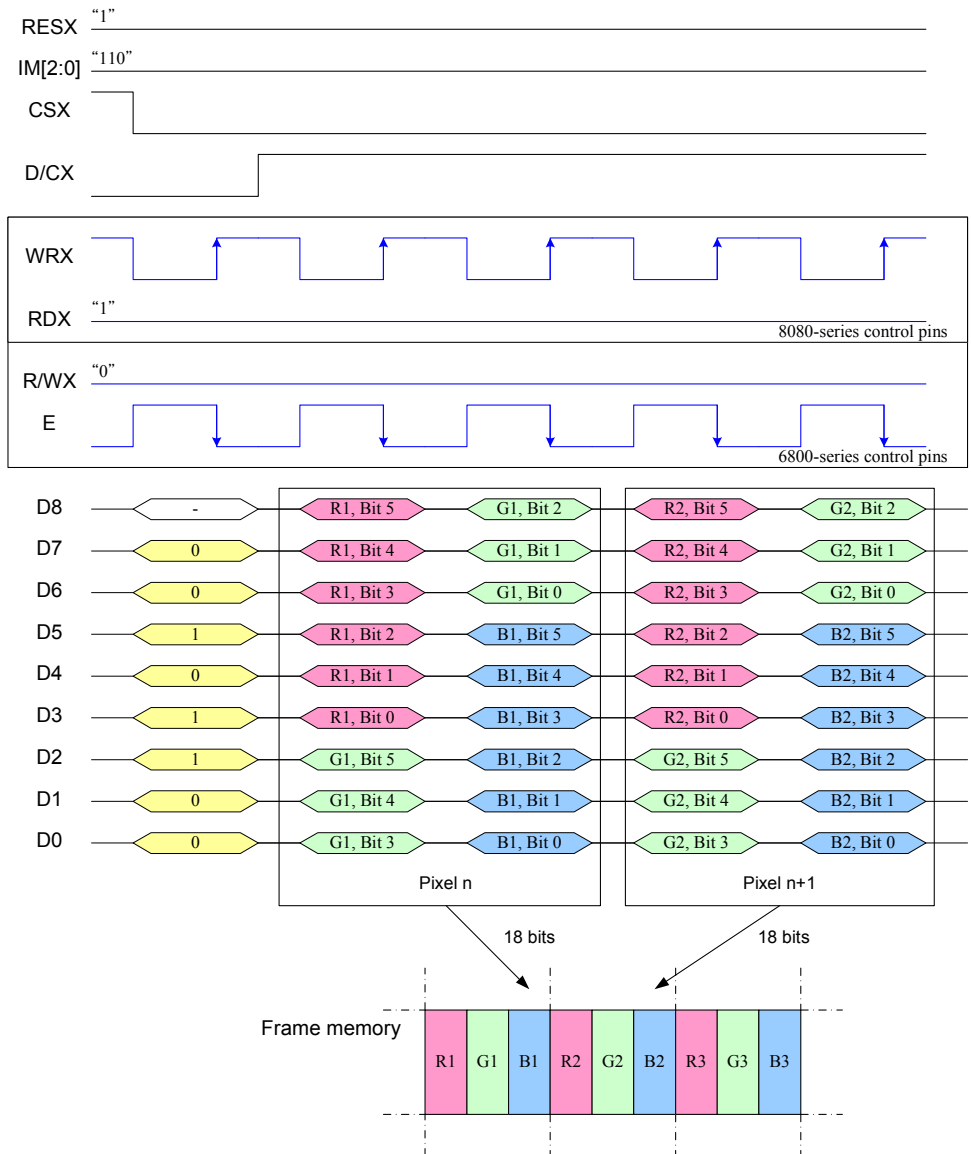 RESX “1”
IM[2:0] “110”
CSX
D/CX
WRX
RDX “1”
8080-series control pins
R/WX “0”
E
6800-series control pins
D8 - R1, Bit 5 G1, Bit 2 R2, Bit 5 G2, Bit 2
D7 0 R1, Bit 4 G1, Bit 1 R2, Bit 4 G2, Bit 1
D6 0 R1, Bit 3 G1, Bit 0 R2, Bit 3 G2, Bit 0
D5 1 R1, Bit 2 B1, Bit 5 R2, Bit 2 B2, Bit 5
D4 0 R1, Bit 1 B1, Bit 4 R2, Bit 1 B2, Bit 4
D3 1 R1, Bit 0 B1, Bit 3 R2, Bit 0 B2, Bit 3
D2 1 G1, Bit 5 B1, Bit 2 G2, Bit 5 B2, Bit 2
D1 0 G1, Bit 4 B1, Bit 1 G2, Bit 4 B2, Bit 1
D0 0 G1, Bit 3 B1, Bit 0 G2, Bit 3 B2, Bit 0
Pixel n Pixel n+1
18 bits 18 bits
Frame memory
R1 G1 B1 R2 G2 B2 R3 G3 B3